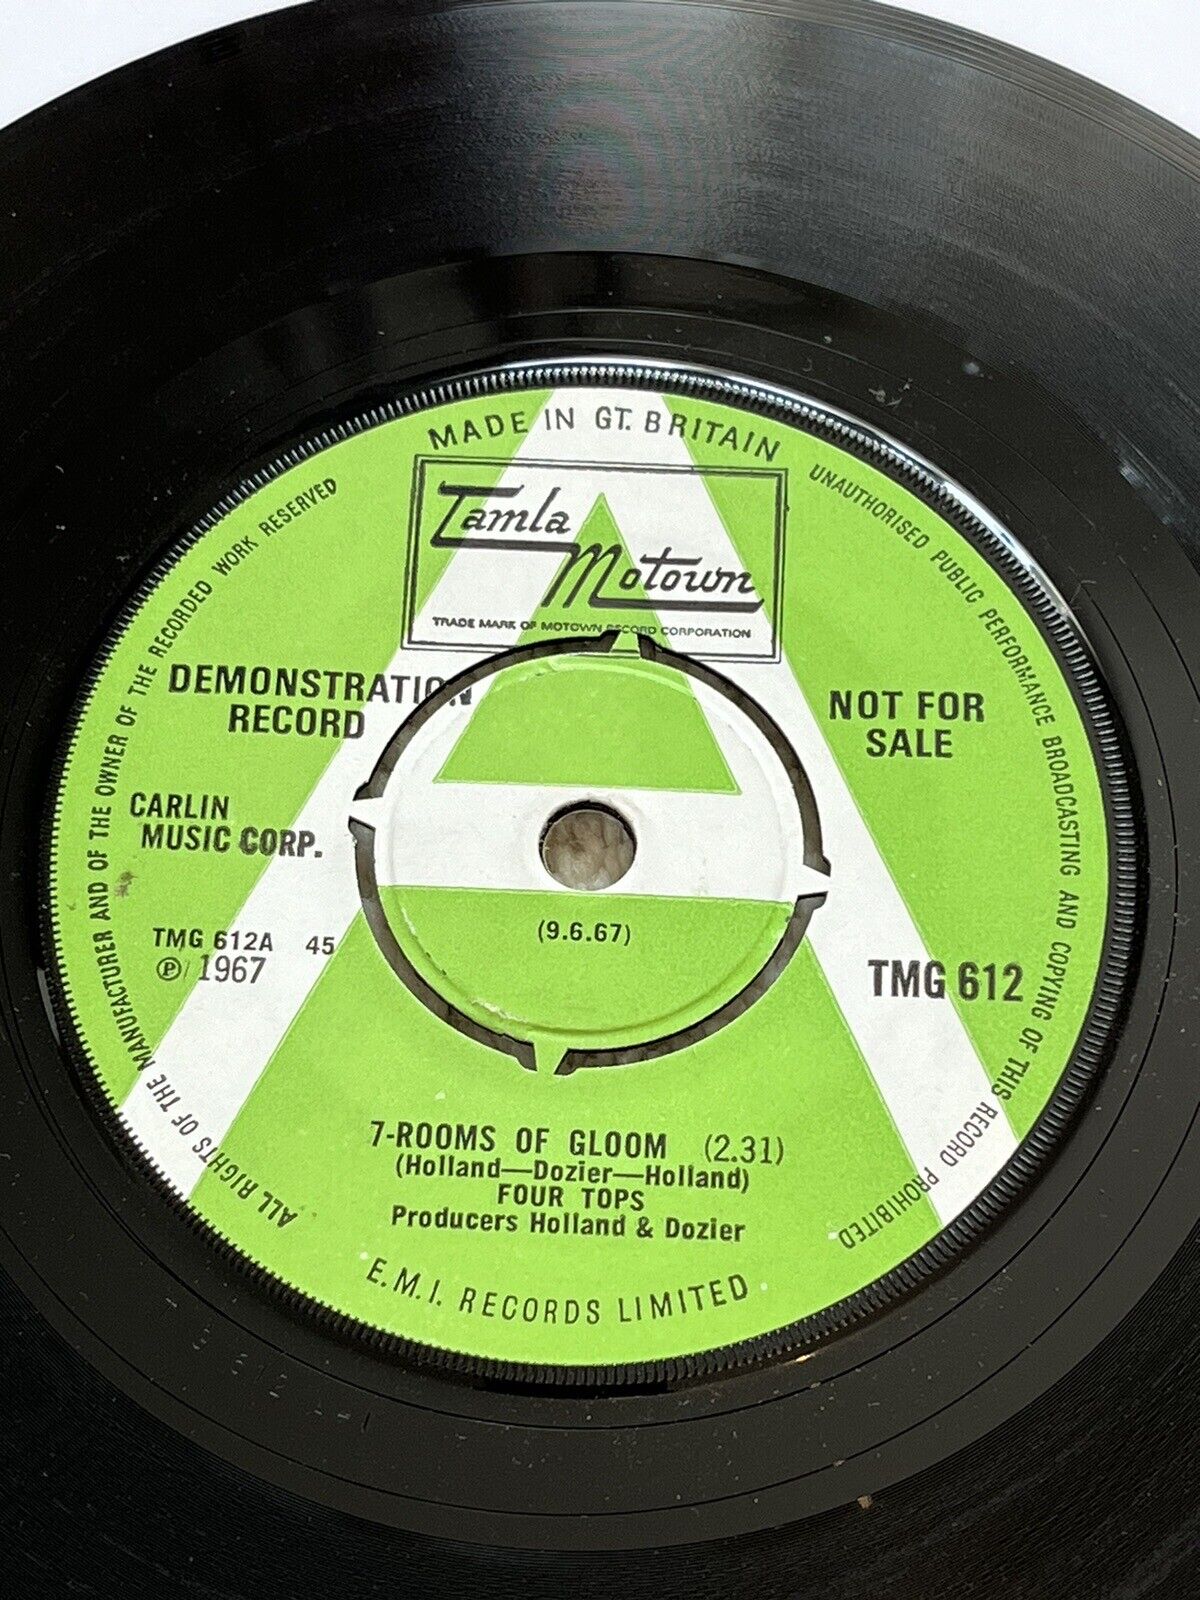 MADE IN GT. BRITAIN
Tamla
Motown
TRADE MARK OF MOTOWN RECORD CORPORATION
DEMONSTRATION
RECORD
NOT FOR
SALE
CARLIN
MUSIC CORP.
TMG 612A 45
Ⓟ 1967
(9.6.67)
TMG 612
7-ROOMS OF GLOOM (2.31)
(Holland—Dozier—Holland)
FOUR TOPS
Producers Holland & Dozier
E.M.I. RECORDS LIMITED
ALL RIGHTS OF THE MANUFACTURER AND OF THE OWNER OF THE RECORDED WORK RESERVED
UNAUTHORISED PUBLIC PERFORMANCE BROADCASTING AND COPYING OF THIS RECORD PROHIBITED